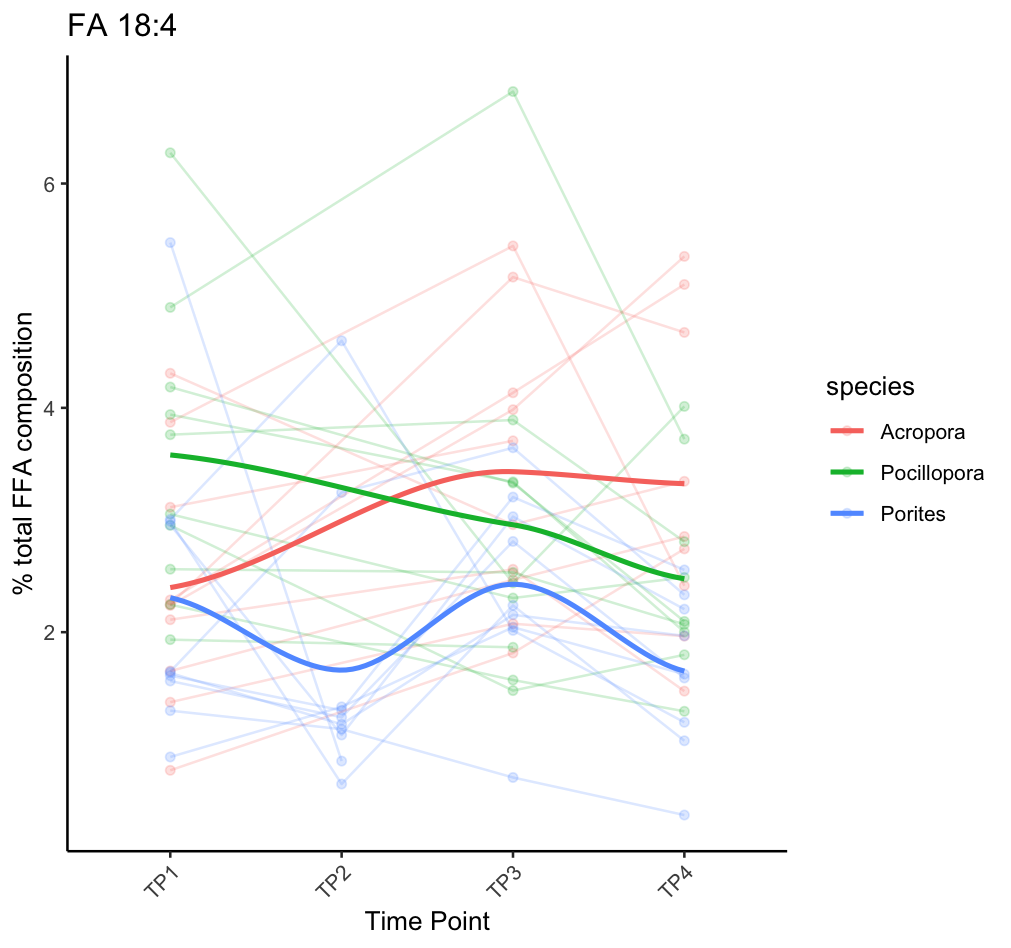 FA 18:4
% total FFA composition
6
4
2
TP1
TP2
TP3
TP4
Time Point
species
Acropora
Pocillopora
Porites